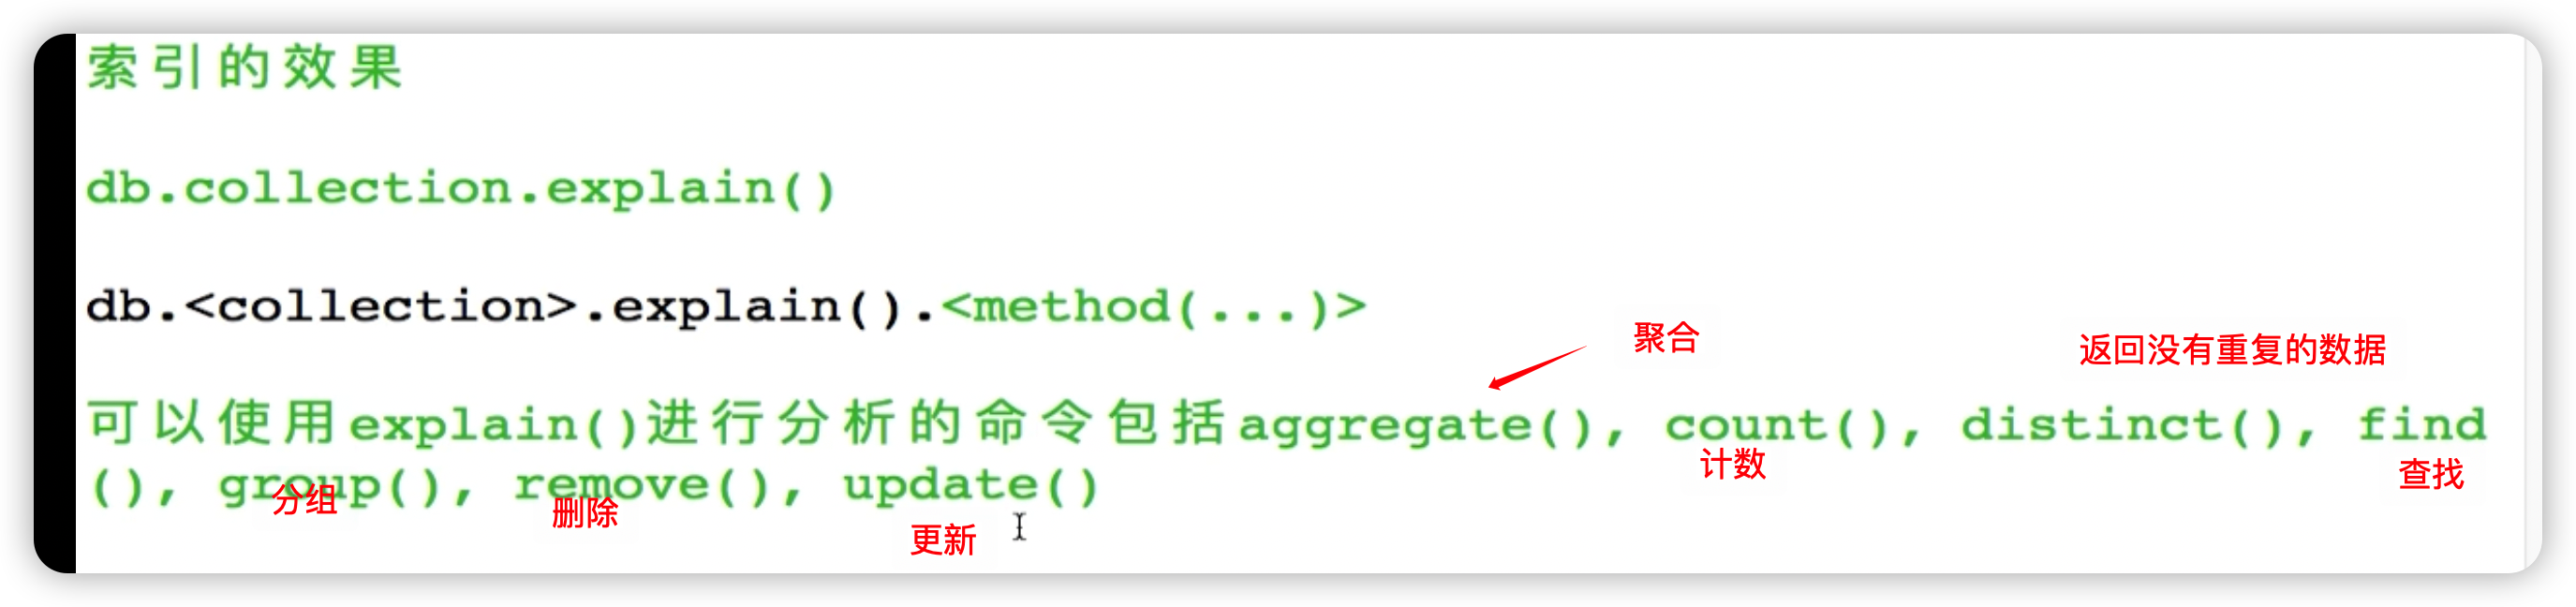 索引的效果
db.collection.explain()
db.<collection>.explain().<method(...)>
聚合
返回没有重复的数据
可以使用explain()进行分析的命令包括aggregate(), count(), distinct(), find
计数
查找
(), group(), remove(), update()
分组
删除
更新